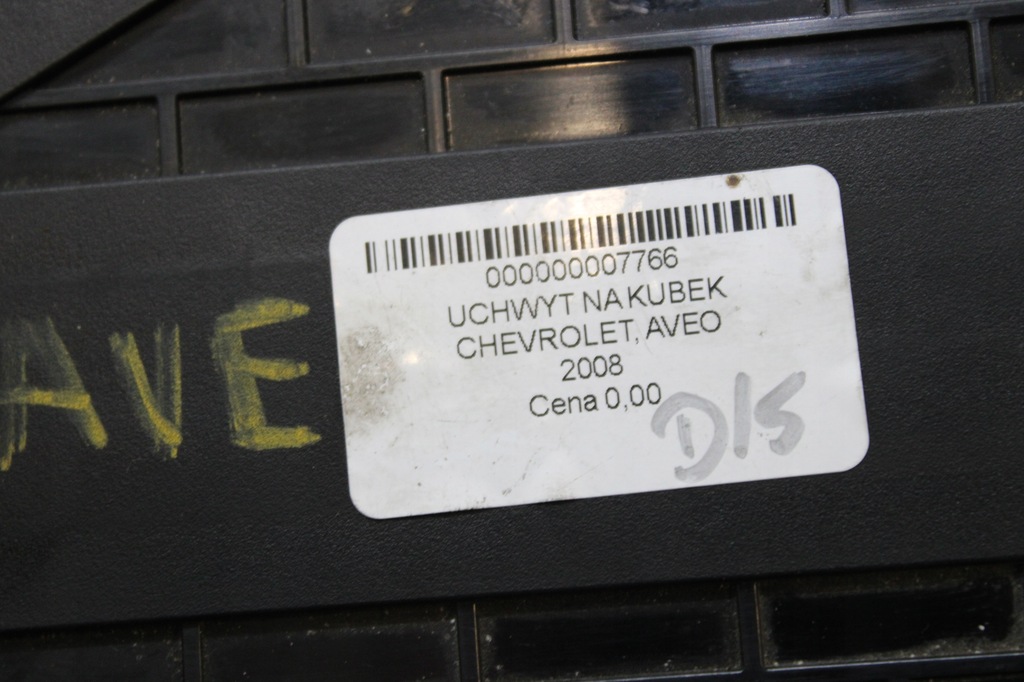 000000007766
UCHWYT NA KUBEK
CHEVROLET, AVEO
2008
Cena 0,00
D15
AVE